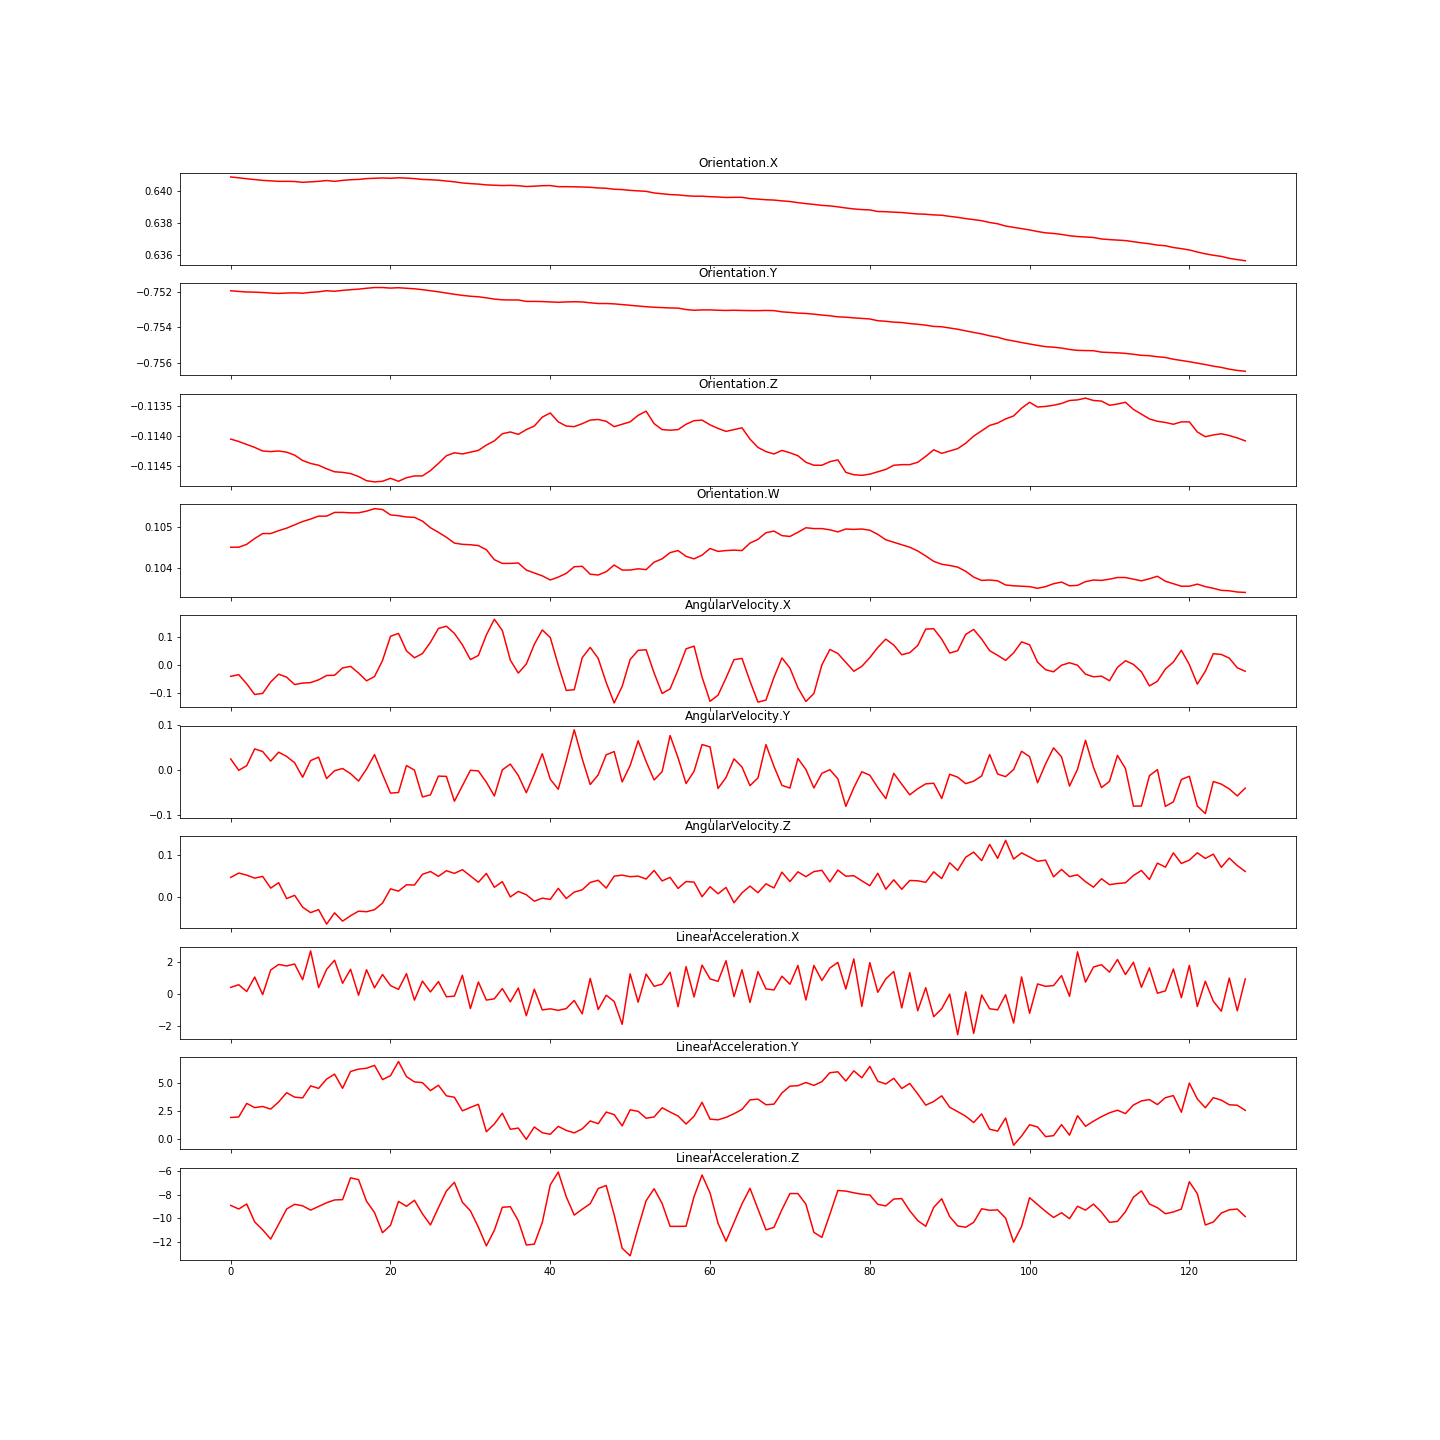 Orientation.X
0.640
0.638
0.636
Orientation.Y
−0.752
−0.754
−0.756
Orientation.Z
−0.1135
−0.1140
−0.1145
Orientation.W
0.105
0.104
AngularVelocity.X
0.1
0.0
−0.1
AngularVelocity.Y
0.1
0.0
−0.1
AngularVelocity.Z
0.1
0.0
LinearAcceleration.X
2
0
−2
LinearAcceleration.Y
5.0
2.5
0.0
LinearAcceleration.Z
−6
−8
−10
−12
0 20 40 60 80 100 120